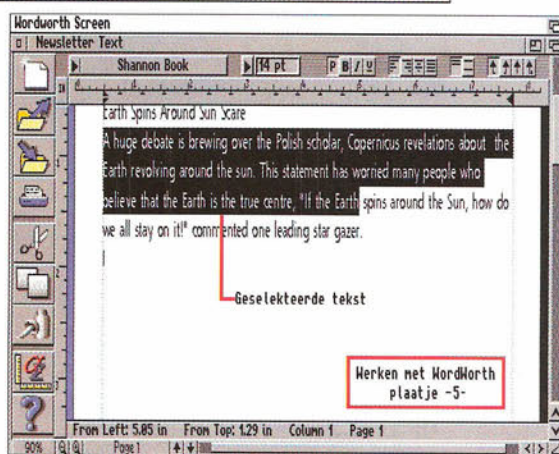 Wordworth Screen
Newsletter Text
Shannon Book 14 pt P B I U
Earth Spins Around Sun Scare
A huge debate is brewing over the Polish scholar, Copernicus revelations about the
Earth revolving around the sun. This statement has worried many people who
believe that the Earth is the true centre, "If the Earth spins around the Sun, how do
we all stay on it!" commented one leading star gazer.
Geselekteerde tekst
Werken met WordWorth
plaatje -5-
From Left: 5.05 in From Top: 1.29 in Column 1 Page 1
90% Page 1